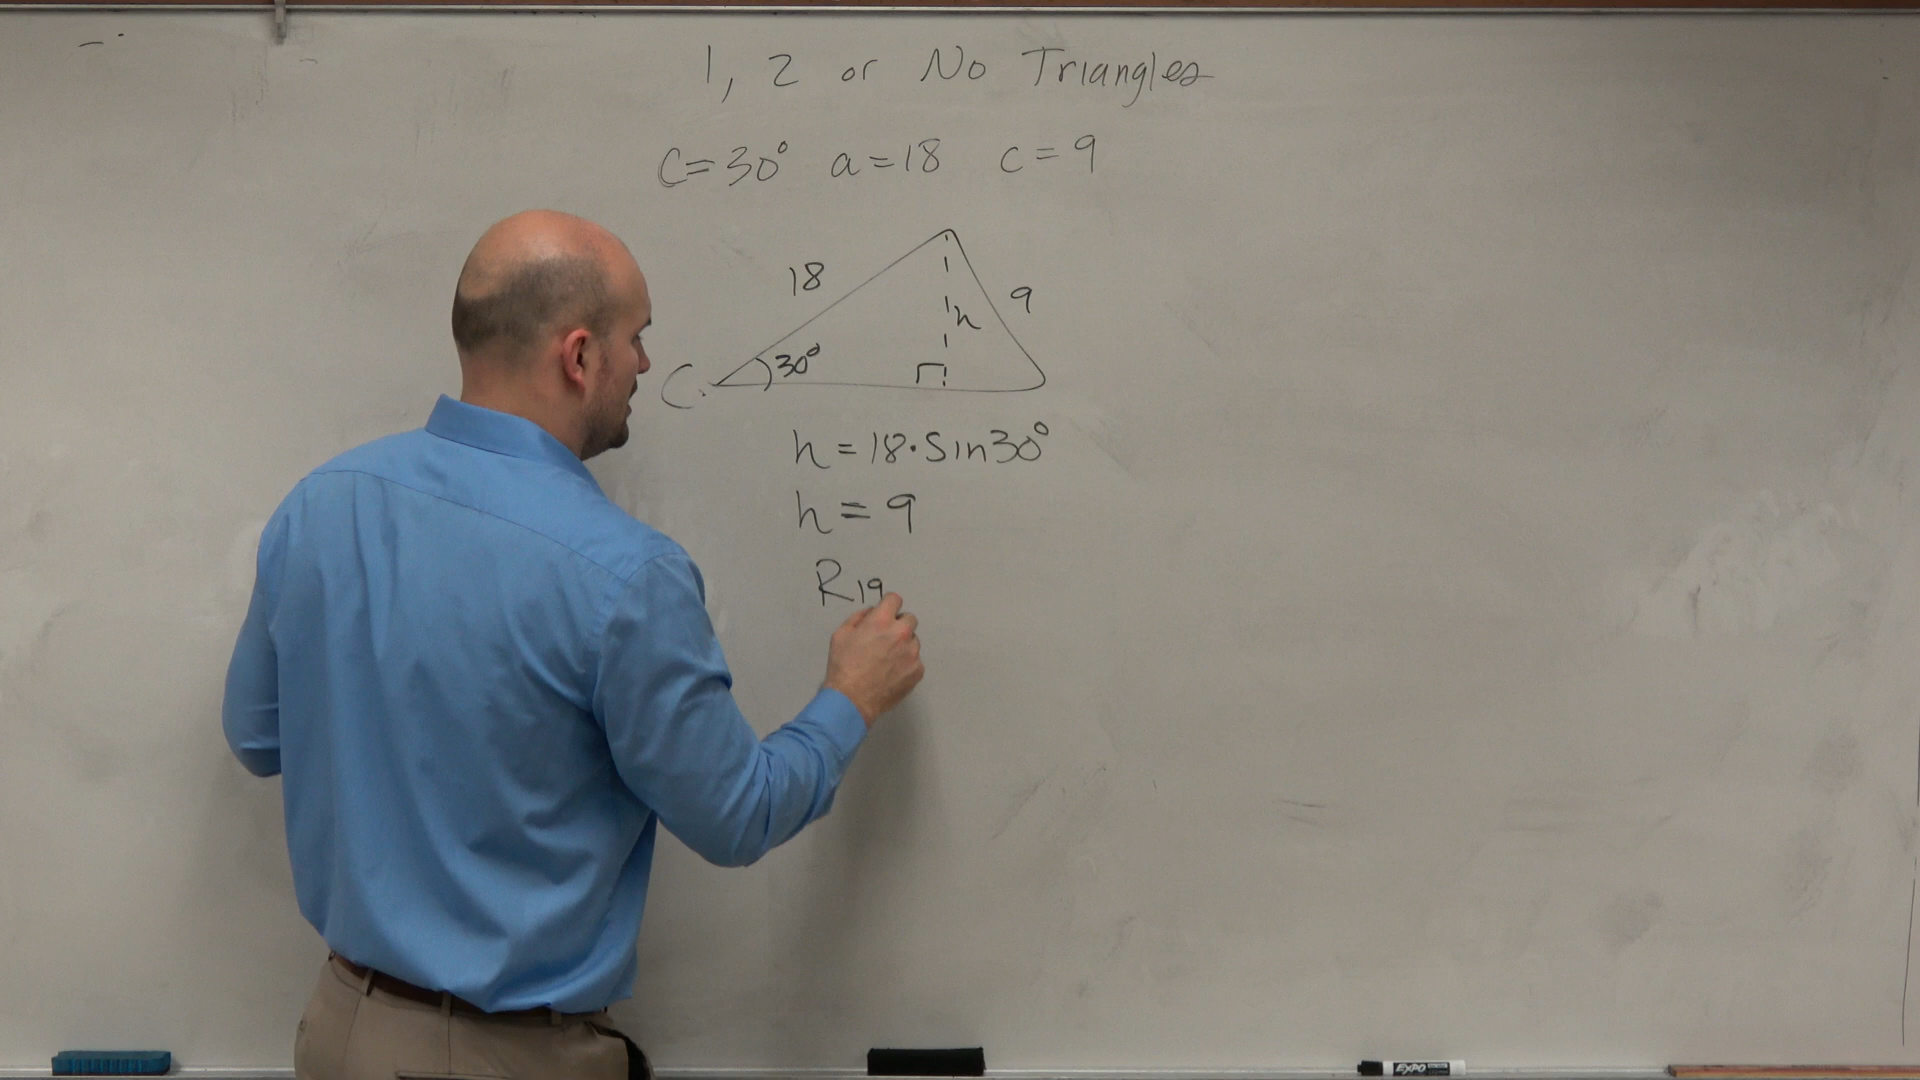 1, 2 or No Triangles
C=30° a=18 c=9
18
9
h
30°
C
h=18·Sin30°
h=9
Rig
EXPO